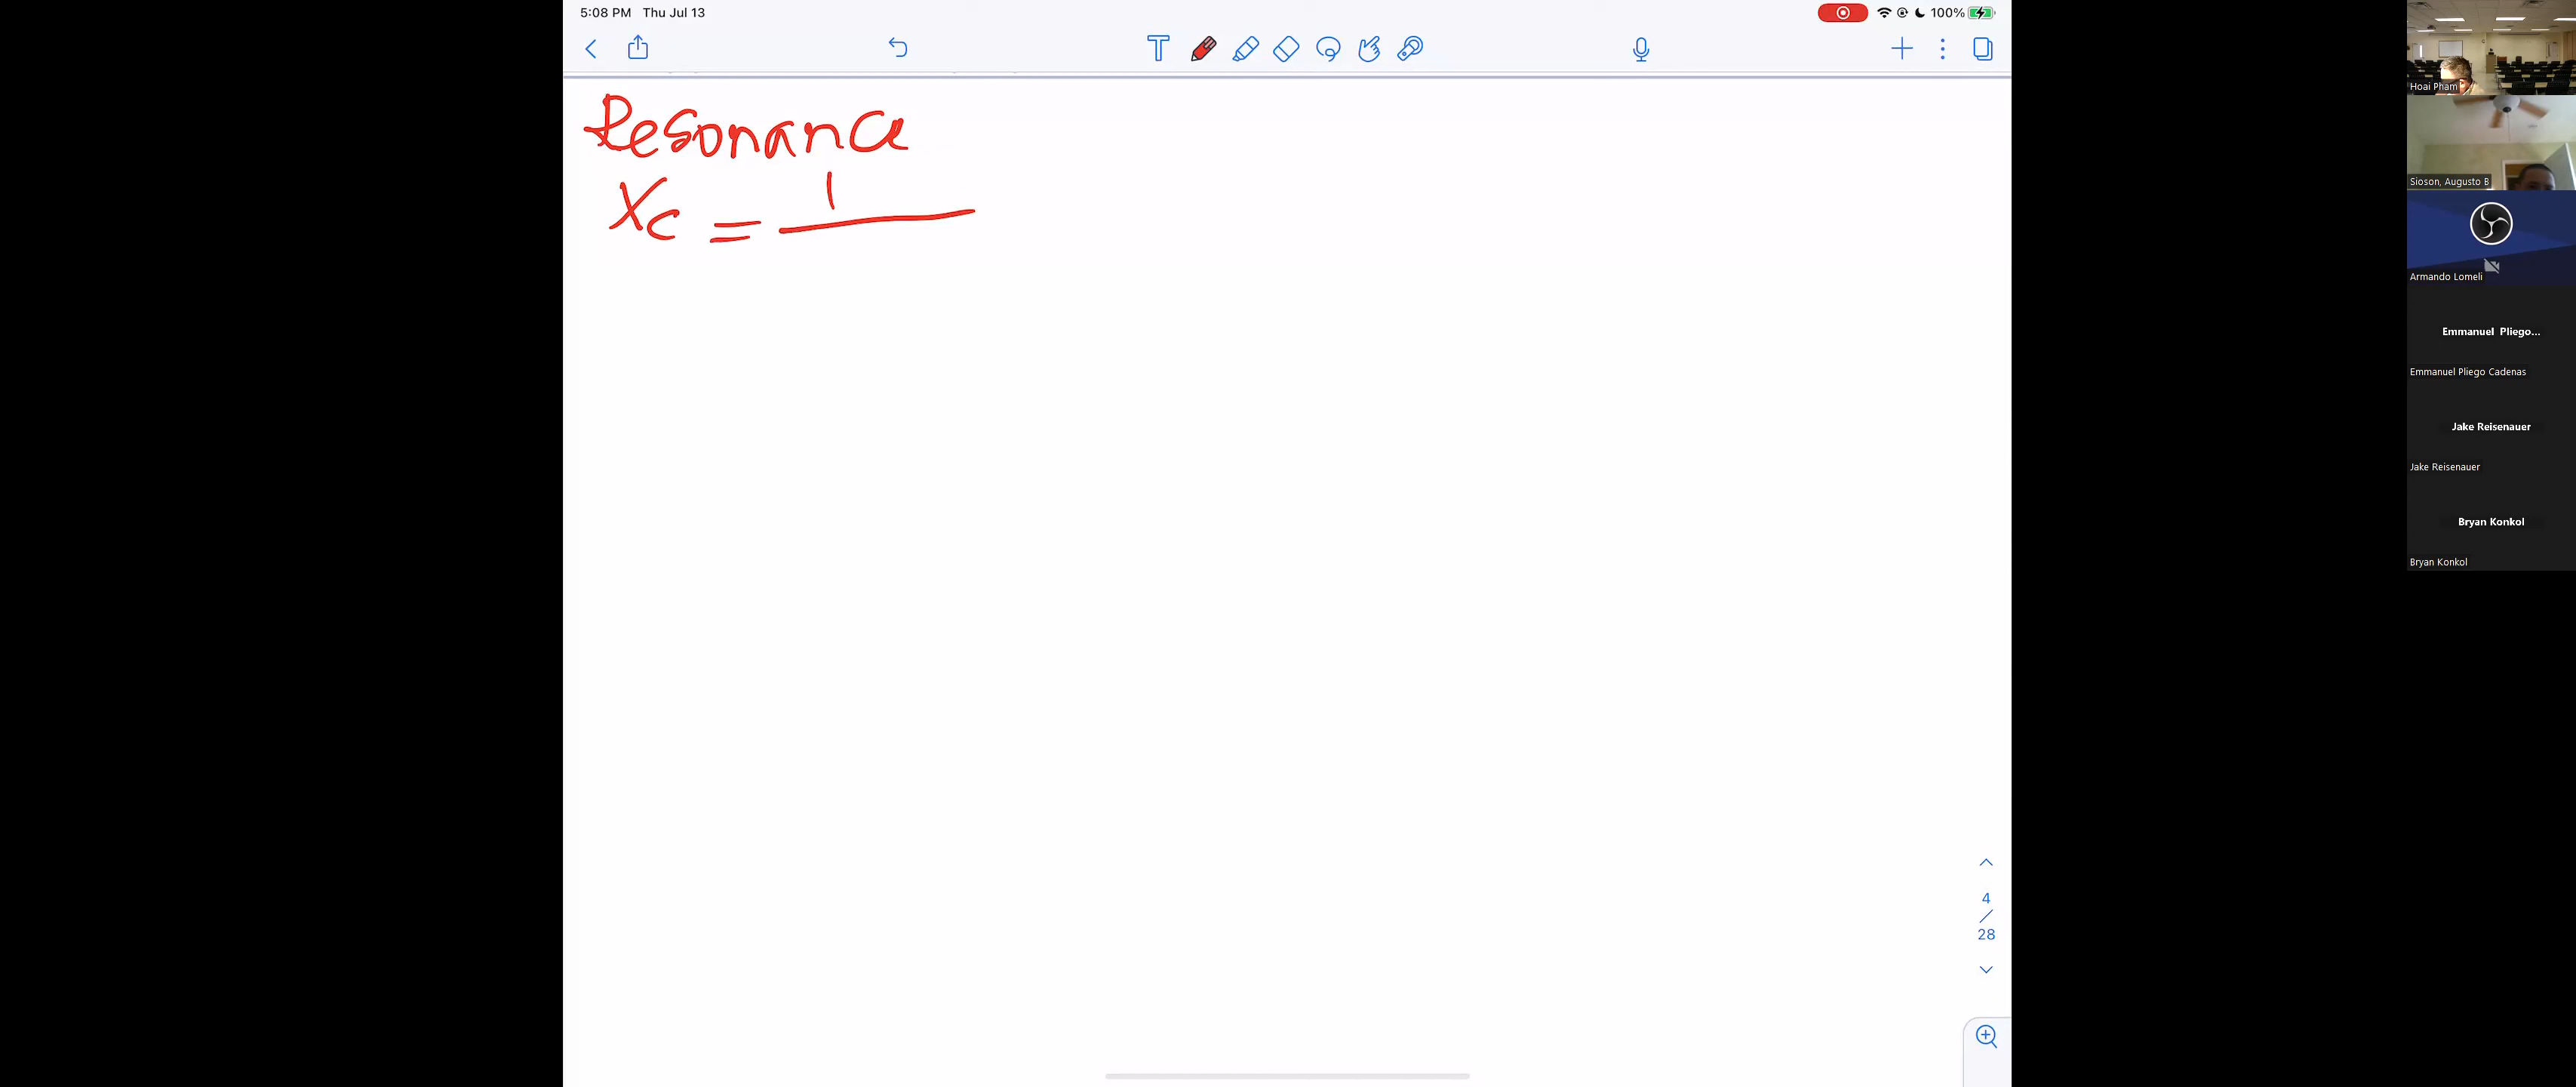 5:08 PM Thu Jul 13
100%
T
Resonance
Xc = 1
4
/
28
Hoai Pham
Sioson, Augusto B
Armando Lomeli
Emmanuel Pliego...
Emmanuel Pliego Cadenas
Jake Reisenauer
Jake Reisenauer
Bryan Konkol
Bryan Konkol